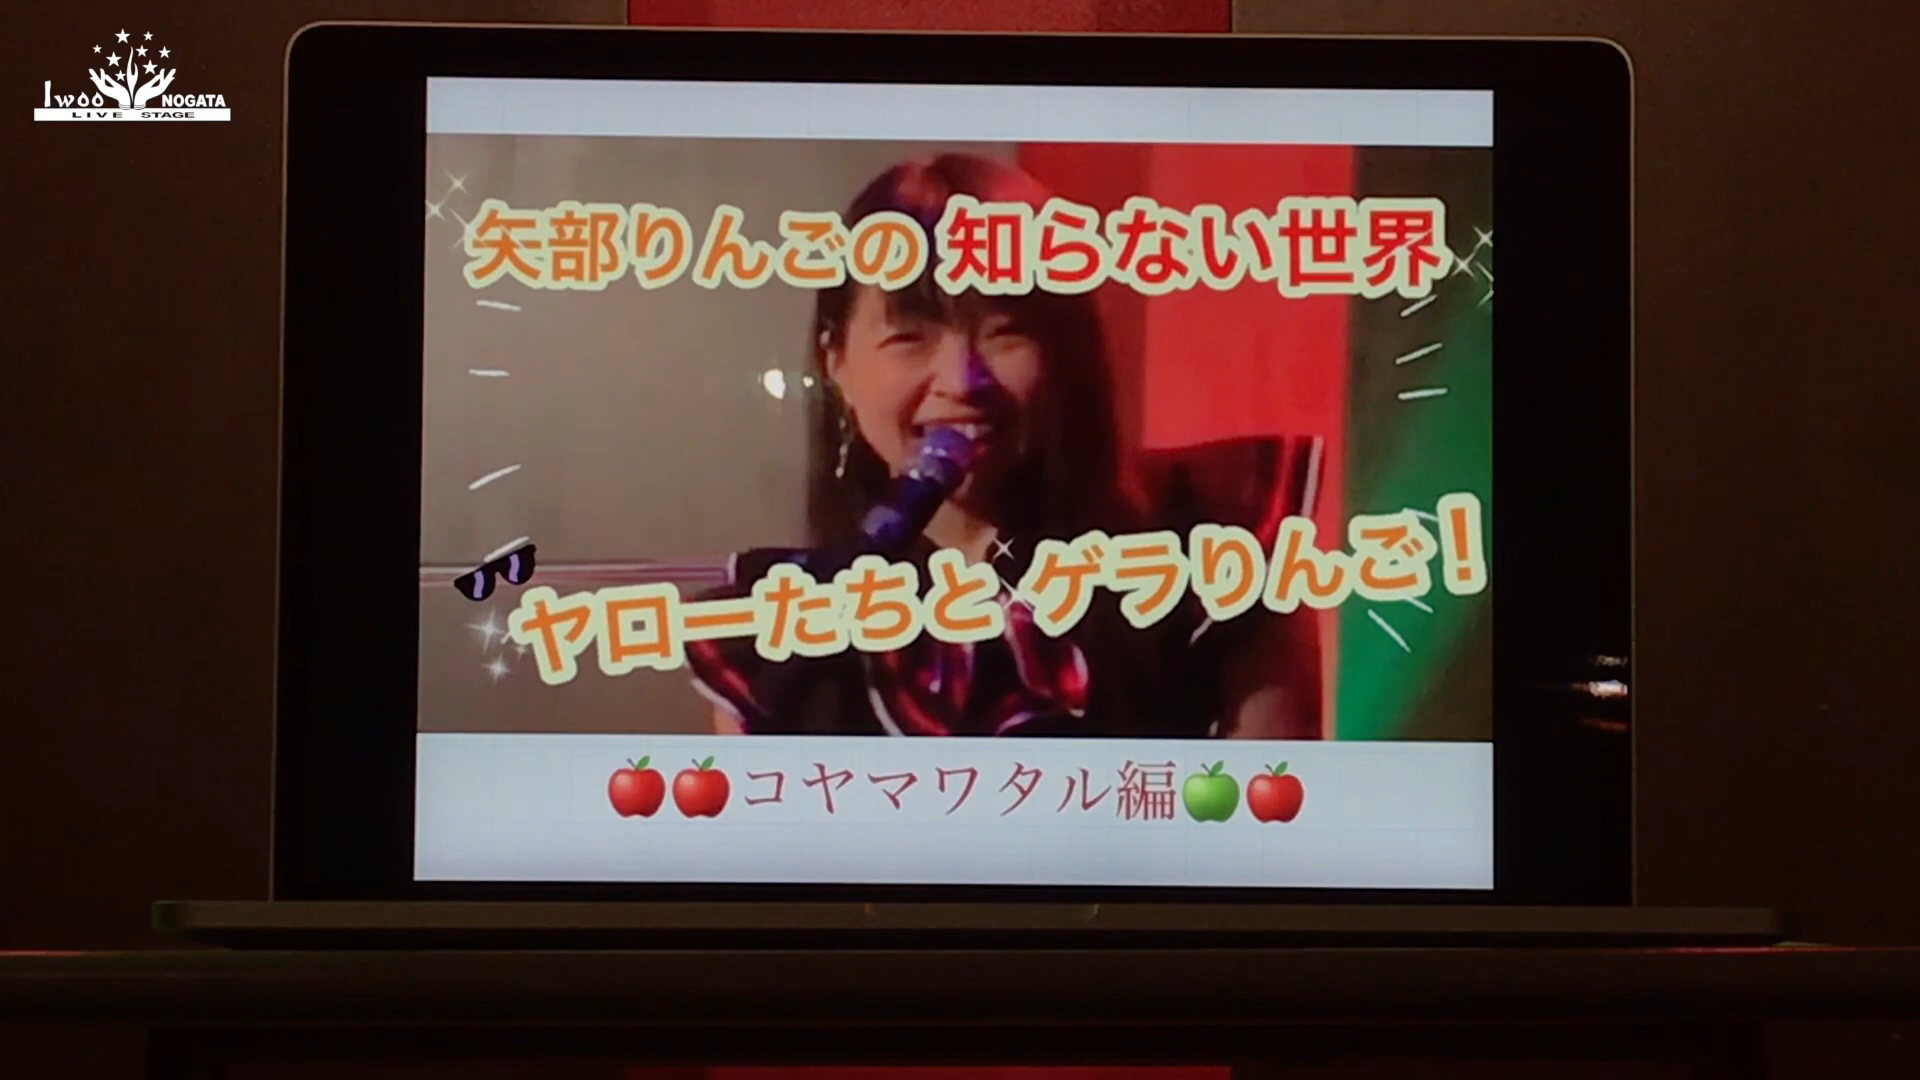 Iwoo NOGATA
LIVE STAGE
矢部りんごの 知らない世界
ヤローたちと ゲラりんご！
コヤマワタル編